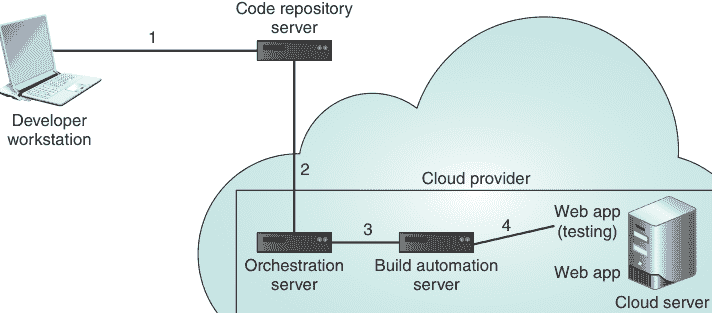 Code repository
server
1
Developer
workstation
2
Cloud provider
3
4
Web app
(testing)
Orchestration
server
Build automation
server
Web app
Cloud server